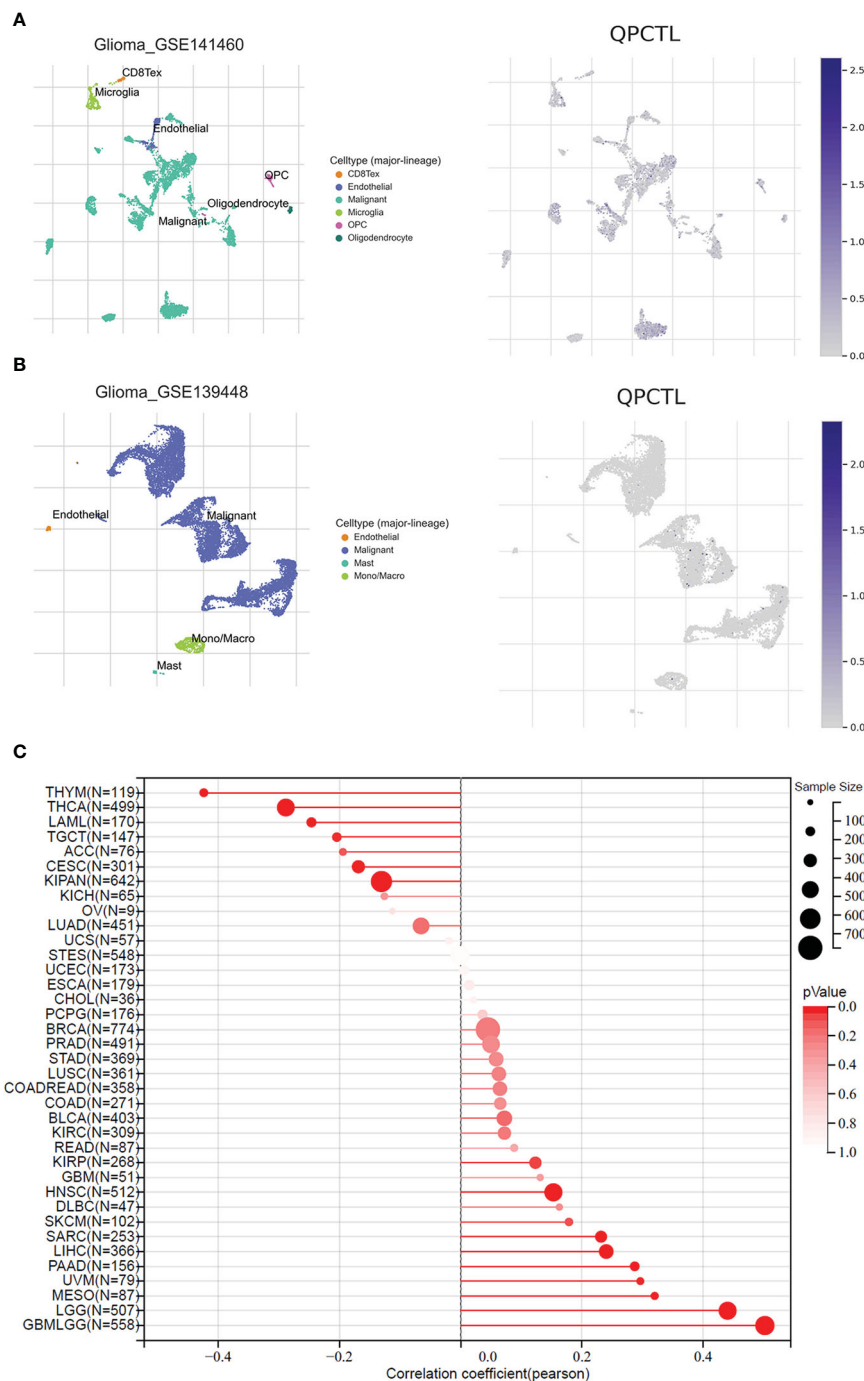 A
Glioma_GSE141460
QPCTL
CD8Tex
Microglia
Endothelial
OPC
Oligodendrocyte
Malignant
Celltype (major-lineage)
CD8Tex
Endothelial
Malignant
Microglia
OPC
Oligodendrocyte
2.5
2.0
1.5
1.0
0.5
0.0
B
Glioma_GSE139448
QPCTL
Endothelial
Malignant
Mono/Macro
Mast
Celltype (major-lineage)
Endothelial
Malignant
Mast
Mono/Macro
2.0
1.5
1.0
0.5
0.0
C
THYM(N=119)
THCA(N=499)
LAML(N=170)
TGCT(N=147)
ACC(N=76)
CESC(N=301)
KIPAN(N=642)
KICH(N=65)
OV(N=9)
LUAD(N=451)
UCS(N=57)
STES(N=548)
UCEC(N=173)
ESCA(N=179)
CHOL(N=36)
PCPG(N=176)
BRCA(N=774)
PRAD(N=491)
STAD(N=369)
LUSC(N=361)
COADREAD(N=358)
COAD(N=271)
BLCA(N=403)
KIRC(N=309)
READ(N=87)
KIRP(N=268)
GBM(N=51)
HNSC(N=512)
DLBC(N=47)
SKCM(N=102)
SARC(N=253)
LIHC(N=366)
PAAD(N=156)
UVM(N=79)
MESO(N=87)
LGG(N=507)
GBMLGG(N=558)
−0.4
−0.2
0.0
0.2
0.4
Correlation coefficient(pearson)
Sample Size
100
200
300
400
500
600
700
pValue
0.0
0.2
0.4
0.6
0.8
1.0